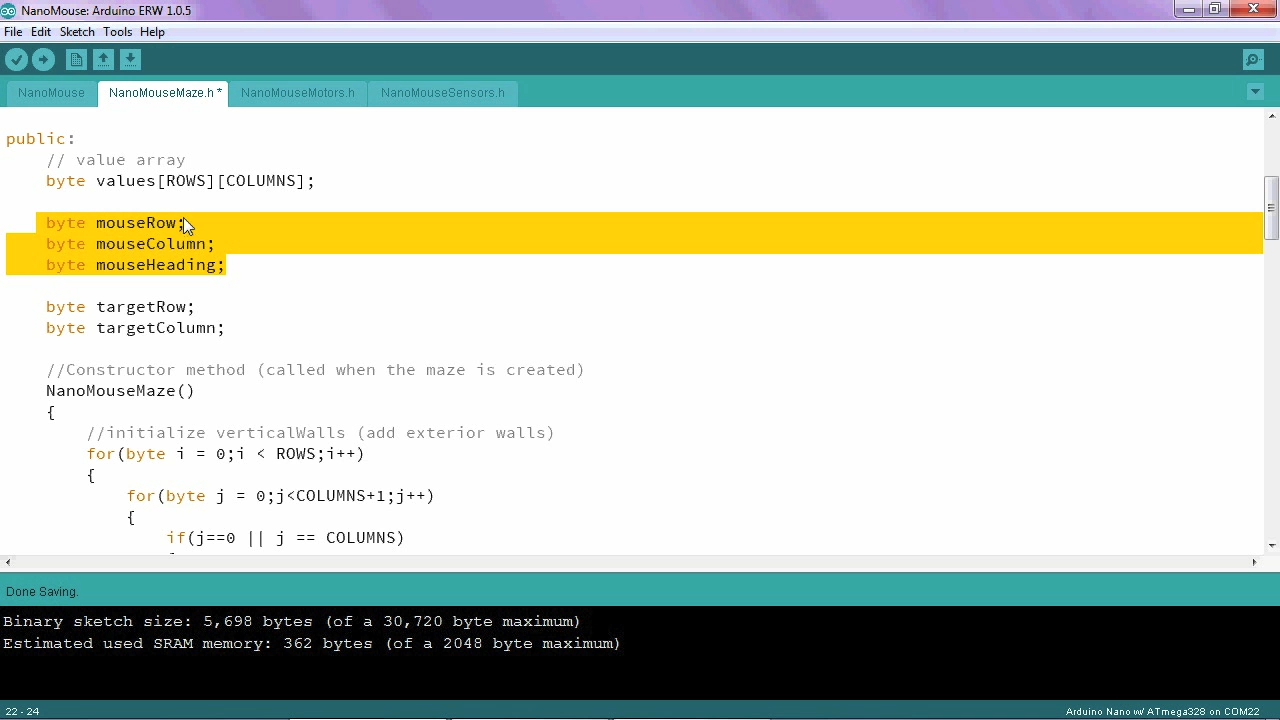 NanoMouse: Arduino ERW 1.0.5
File Edit Sketch Tools Help
NanoMouse NanoMouseMaze.h * NanoMouseMotors.h NanoMouseSensors.h
public:
// value array
byte values[ROWS][COLUMNS];
byte mouseRow;
byte mouseColumn;
byte mouseHeading;
byte targetRow;
byte targetColumn;
//Constructor method (called when the maze is created)
NanoMouseMaze()
{
//initialize verticalWalls (add exterior walls)
for(byte i = 0;i < ROWS;i++)
{
for(byte j = 0;j<COLUMNS+1;j++)
{
if(j==0 || j == COLUMNS)
Done Saving.
Binary sketch size: 5,698 bytes (of a 30,720 byte maximum)
Estimated used SRAM memory: 362 bytes (of a 2048 byte maximum)
22 - 24 Arduino Nano w/ ATmega328 on COM22